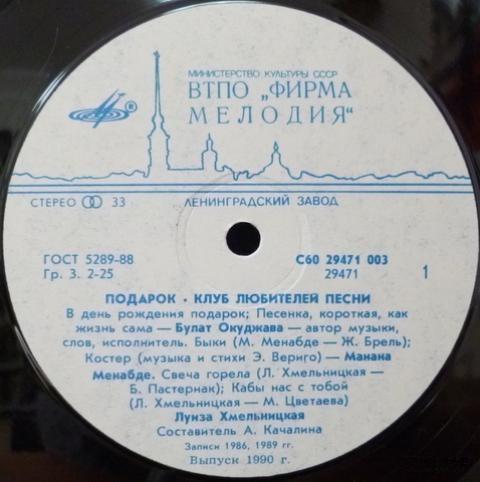 МИНИСТЕРСТВО КУЛЬТУРЫ СССР
ВТПО „ФИРМА
МЕЛОДИЯ“
СТЕРЕО 33 ЛЕНИНГРАДСКИЙ ЗАВОД
ГОСТ 5289-88 С60 29471 003
Гр. 3. 2-25 29471 1
ПОДАРОК • КЛУБ ЛЮБИТЕЛЕЙ ПЕСНИ
В день рождения подарок; Песенка, короткая, как
жизнь сама — Булат Окуджава — автор музыки,
слов, исполнитель. Быки (М. Менабде — Ж. Брель);
Костер (музыка и стихи Э. Вериго) — Манана
Менабде. Свеча горела (Л. Хмельницкая —
Б. Пастернак); Кабы нас с тобой
(Л. Хмельницкая — М. Цветаева)
Луиза Хмельницкая
Составитель А. Качалина
Записи 1986, 1989 гг.
Выпуск 1990 г.